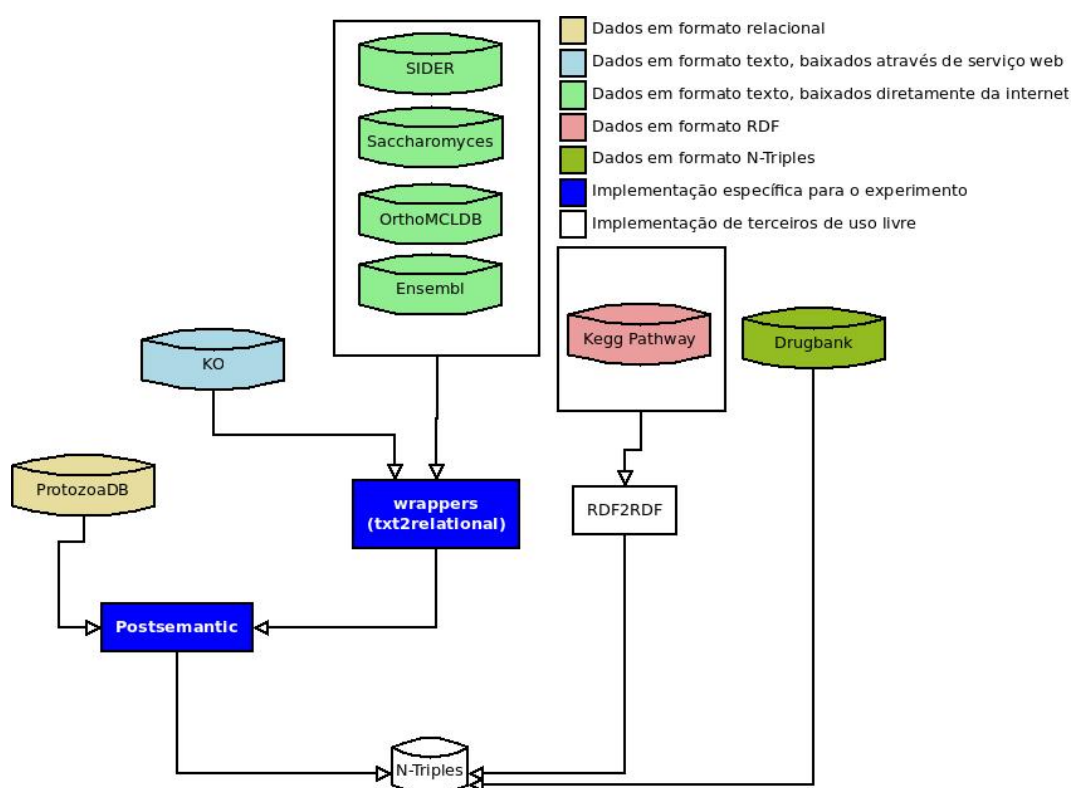 SIDER
Saccharomyces
OrthoMCLDB
Ensembl
Dados em formato relacional
Dados em formato texto, baixados através de serviço web
Dados em formato texto, baixados diretamente da internet
Dados em formato RDF
Dados em formato N-Triples
Implementação específica para o experimento
Implementação de terceiros de uso livre
KO
Kegg Pathway
Drugbank
ProtozoaDB
wrappers
(txt2relational)
RDF2RDF
Postsemantic
N-Triples